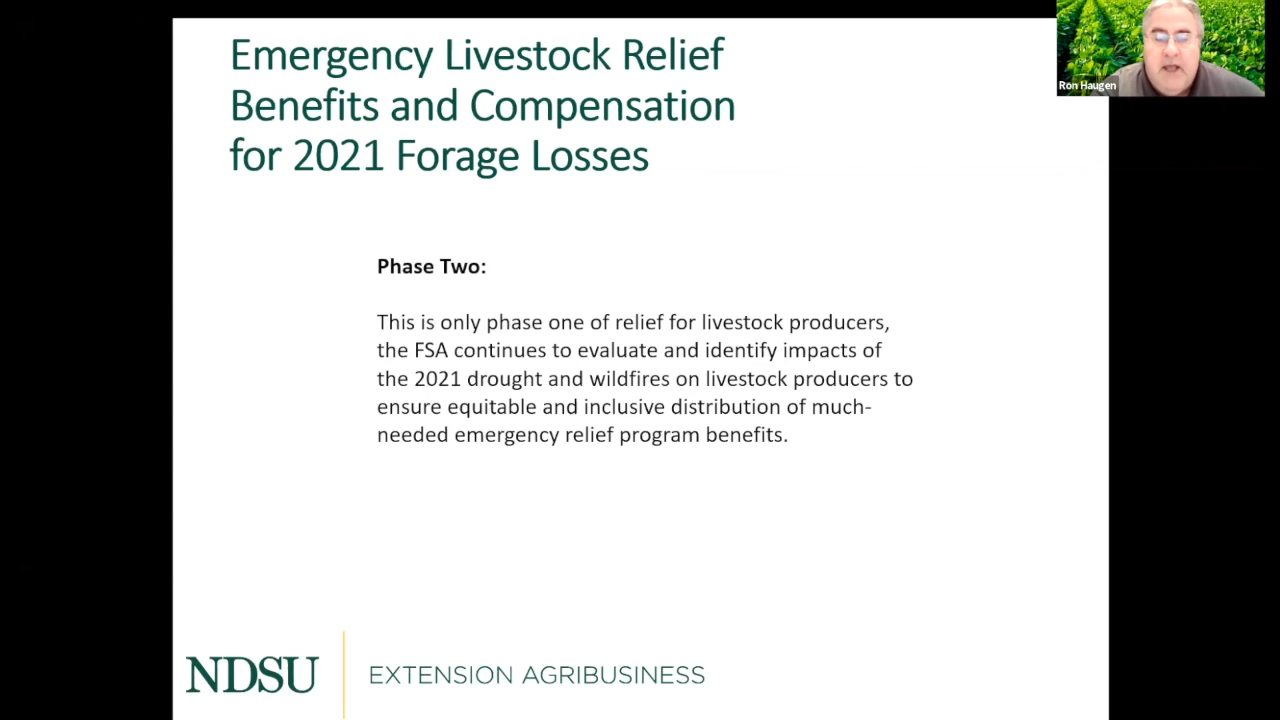 Emergency Livestock Relief
Benefits and Compensation
for 2021 Forage Losses
Ron Haugen
Phase Two:
This is only phase one of relief for livestock producers,
the FSA continues to evaluate and identify impacts of
the 2021 drought and wildfires on livestock producers to
ensure equitable and inclusive distribution of much-
needed emergency relief program benefits.
NDSU
EXTENSION AGRIBUSINESS